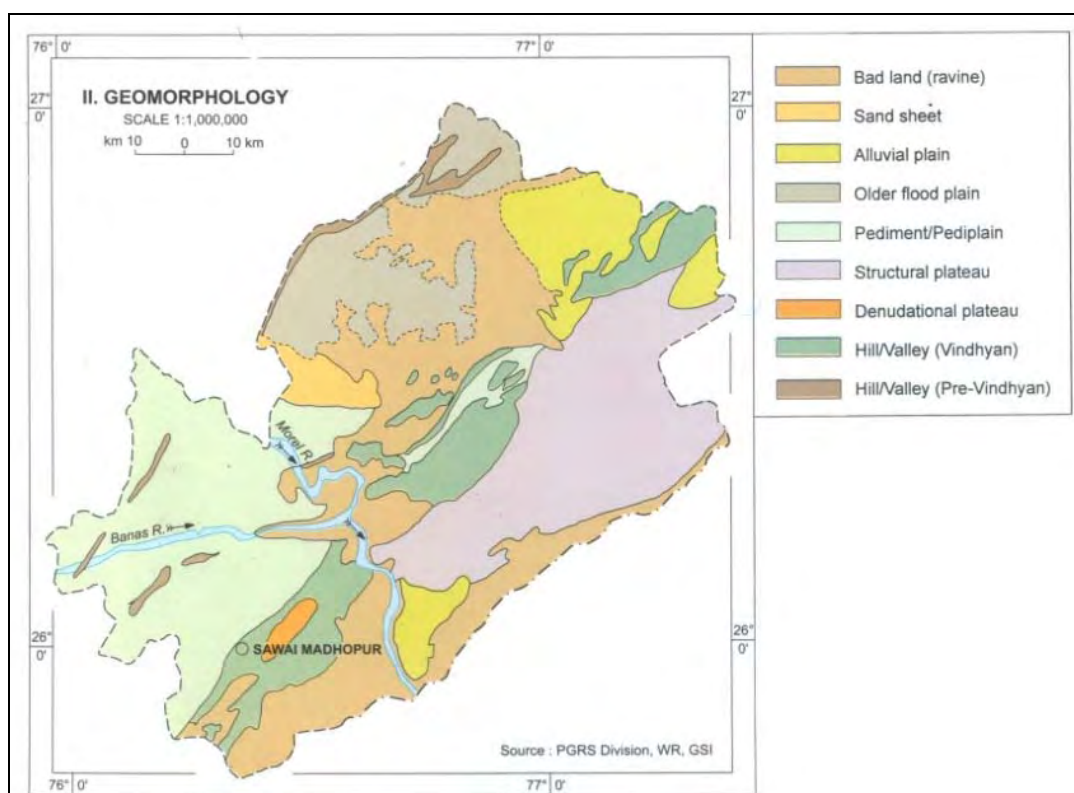 76° 0'
77° 0'
27° 0'
27° 0'
II. GEOMORPHOLOGY
SCALE 1:1,000,000
km 10 0 10 km
Bad land (ravine)
Sand sheet
Alluvial plain
Older flood plain
Pediment/Pediplain
Structural plateau
Denudational plateau
Hill/Valley (Vindhyan)
Hill/Valley (Pre-Vindhyan)
Morel R.
Banas R.
26° 0'
26° 0'
SAWAI MADHOPUR
Source : PGRS Division, WR, GSI
76° 0'
77° 0'